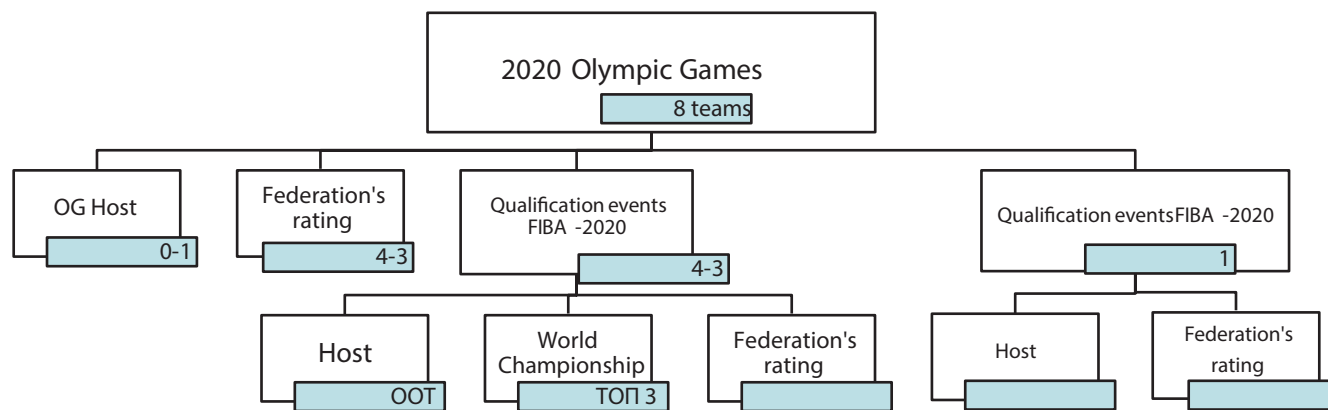 2020 Olympic Games
8 teams
OG Host
0-1
Federation's
rating
4-3
Qualification events
FIBA -2020
4-3
Qualification eventsFIBA -2020
1
Host
ООТ
World
Championship
ТОП 3
Federation's
rating
Host
Federation's
rating